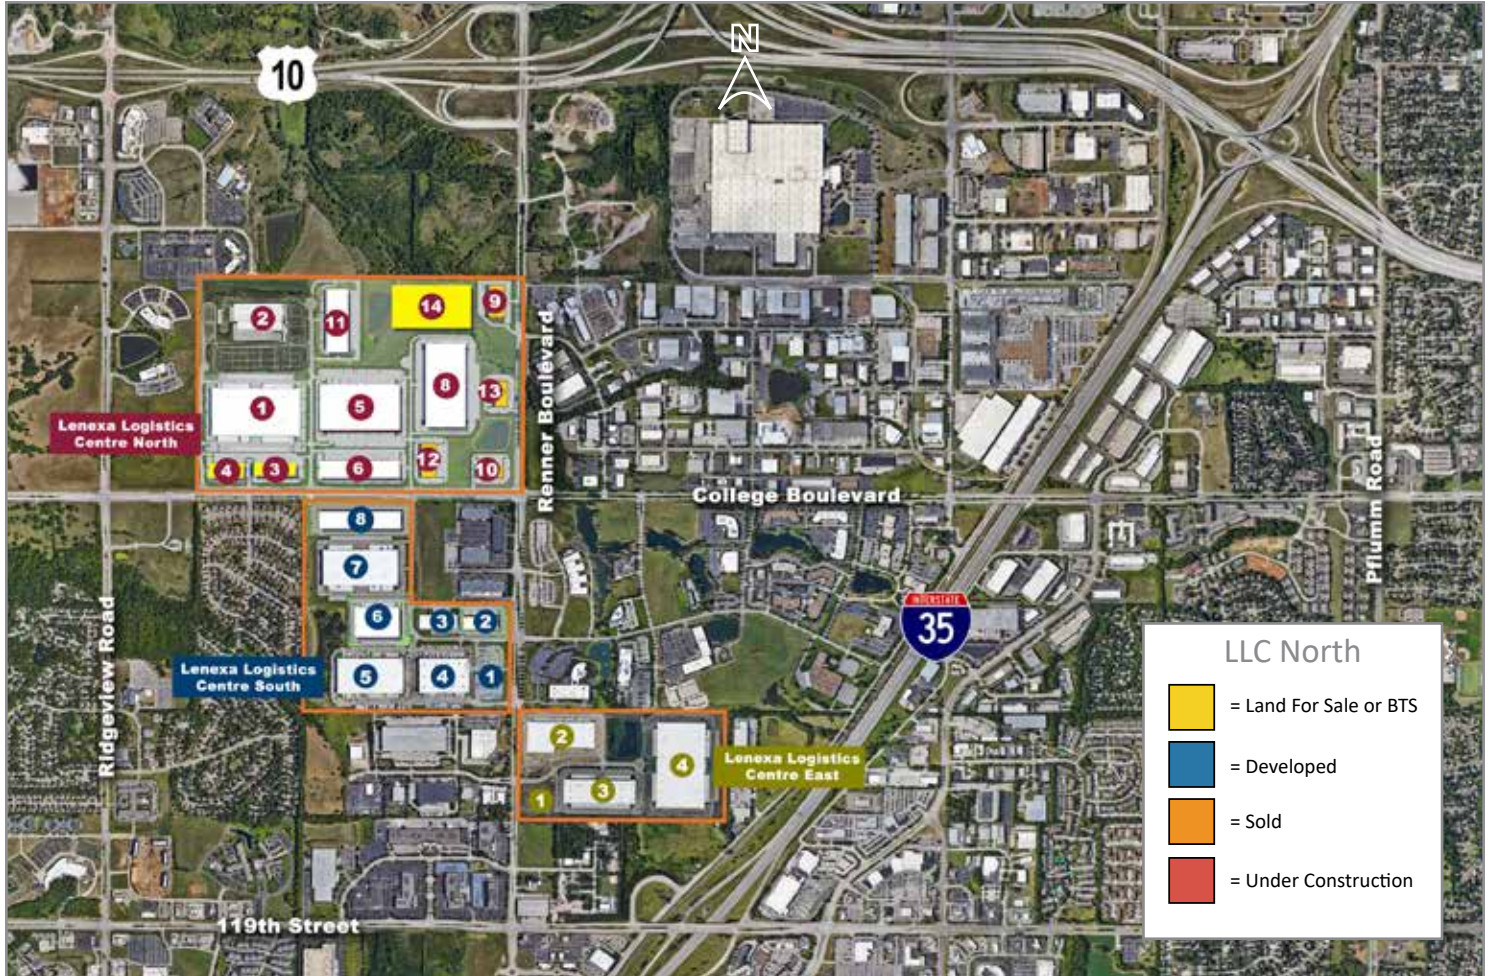 N
10
2
11
14
9
8
13
1
5
Lenexa Logistics
Centre North
4
3
6
12
10
Renner Boulevard
College Boulevard
Pflumm Road
Ridgeview Road
8
7
6
3
2
INTERSTATE
35
Lenexa Logistics
Centre South
5
4
1
2
4
3
1
Lenexa Logistics
Centre East
119th Street
LLC North
= Land For Sale or BTS
= Developed
= Sold
= Under Construction